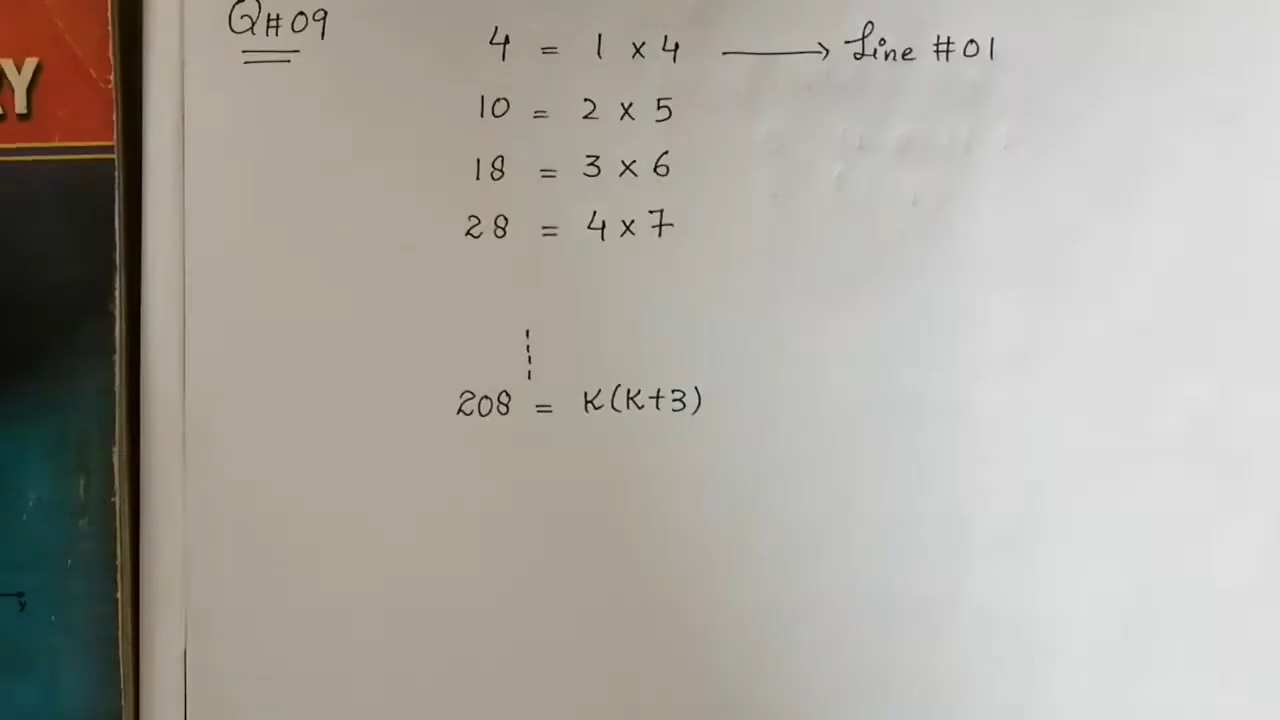 Q#09
4 = 1 x 4 ⟶ Line #01
10 = 2 x 5
18 = 3 x 6
28 = 4 x 7
208 = K(K+3)
Y
y